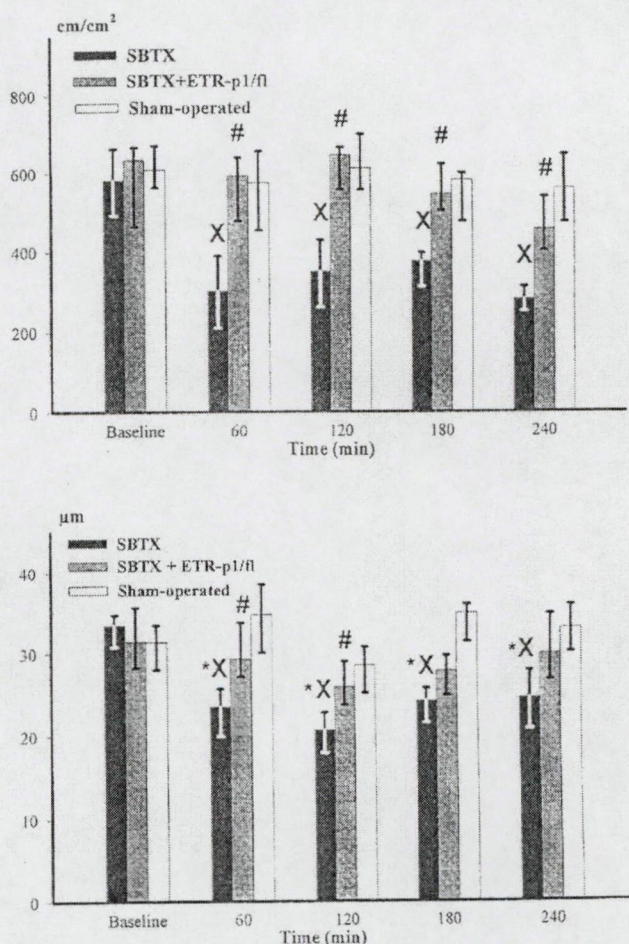 cm/cm²
SBTX
SBTX+ETR-p1/fl
Sham-operated
800
600
400
200
0
# # # #
X X X X
Baseline 60 120 180 240
Time (min)
µm
SBTX
SBTX + ETR-p1/fl
Sham-operated
40
30
20
10
0
# #
*X *X *X *X
Baseline 60 120 180 240
Time (min)